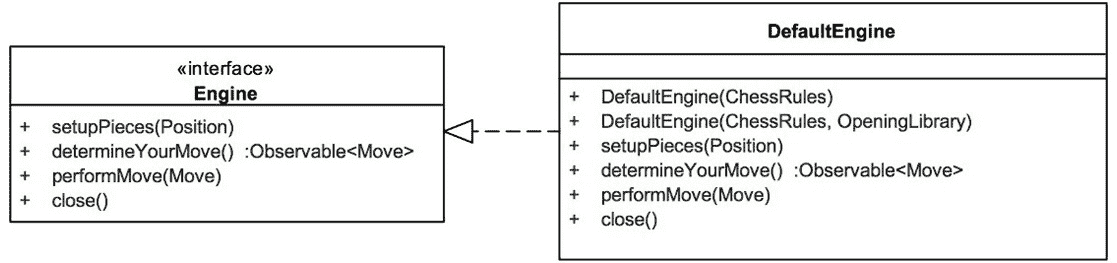 «interface»
Engine
+ setupPieces(Position)
+ determineYourMove() :Observable<Move>
+ performMove(Move)
+ close()
DefaultEngine
+ DefaultEngine(ChessRules)
+ DefaultEngine(ChessRules, OpeningLibrary)
+ setupPieces(Position)
+ determineYourMove() :Observable<Move>
+ performMove(Move)
+ close()